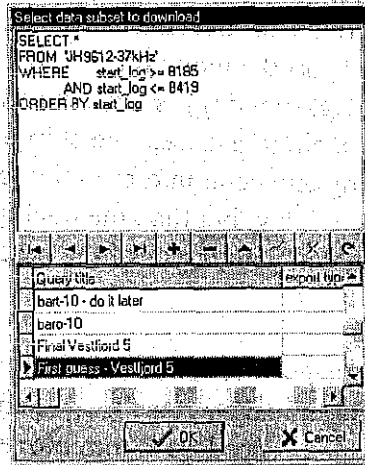 Select data subset to download
SELECT *
FROM 'JH9612-37kHz'
WHERE start_log >= 8185
AND start_log <= 8419
ORDER BY start_log
Query title export
bart-10 - do it later
baro-10
Final Vestfjord 5
First guess - Vestfjord 5
OK Cancel